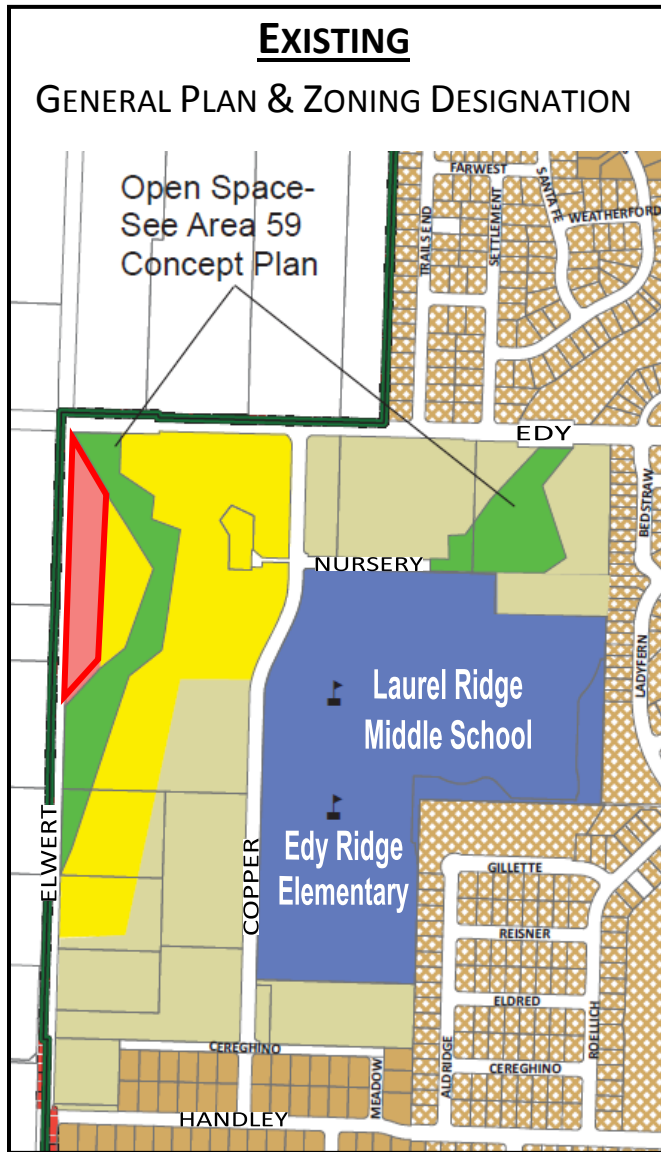 EXISTING
GENERAL PLAN & ZONING DESIGNATION
Open Space-
See Area 59
Concept Plan
FARWEST
SANTA FE
WEATHERFORD
TRAILS END
SETTLEMENT
EDY
BEDSTRAW
NURSERY
LADYFERN
Laurel Ridge
Middle School
ELWERT
COPPER
Edy Ridge
Elementary
GILLETTE
REISNER
ELDRED
ROELLICH
CEREGHINO
CEREGHINO
ALDRIDGE
MEADOW
HANDLEY